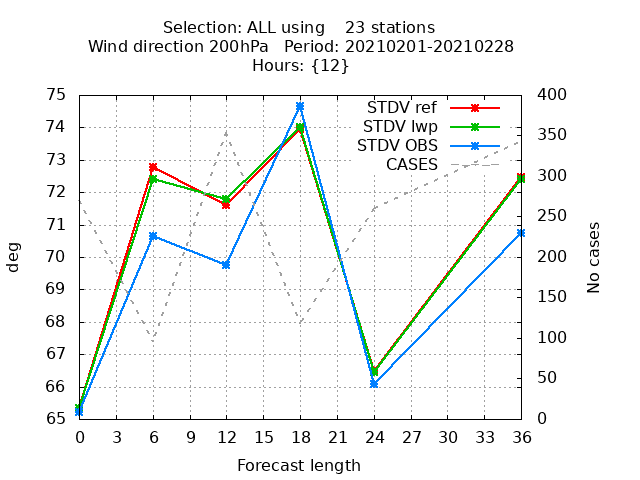 Selection: ALL using    23 stations
Wind direction 200hPa   Period: 20210201-20210228
Hours: {12}
75 400
STDV ref
74 350
STDV lwp
73 300
STDV OBS
72 250
CASES
71 200
70 150
69 100
68 50
67 0
66
65
deg
No cases
0 3 6 9 12 15 18 21 24 27 30 33 36
Forecast length